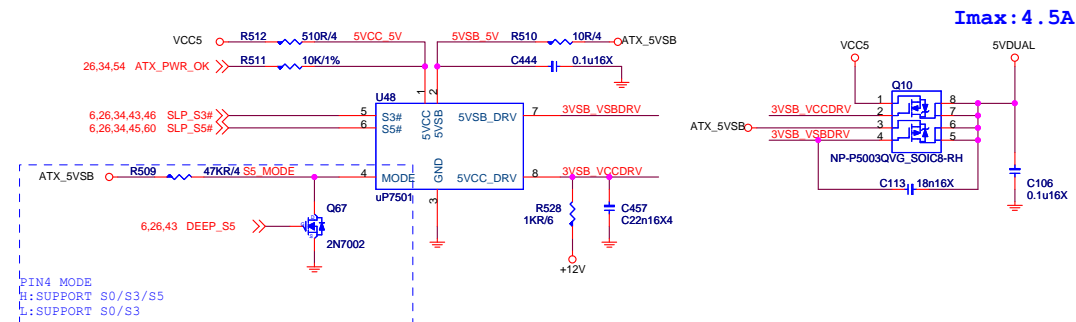 Imax:4.5A
VCC5 R512 510R/4 5VCC_5V 5VSB_5V R510 10R/4 ATX_5VSB
VCC5 5VDUAL
26,34,54 ATX_PWR_OK R511 10K/1% C444 0.1u16X
Q10
U48
1 2
6,26,34,43,46 SLP_S3# 5 S3# 5VCC 5VSB 5VSB_DRV 7 3VSB_VSBDRV
6,26,34,45,60 SLP_S5# 6 S5#
3VSB_VCCDRV 1 8
2 7
ATX_5VSB 3 6
3VSB_VSBDRV 4 5
NP-P5003QVG_SOIC8-RH
ATX_5VSB R509 47KR/4 S5_MODE 4 MODE GND 5VCC_DRV 8 3VSB_VCCDRV
uP7501
3
C113 18n16X
C106
0.1u16X
Q67
R528
1KR/6
C457
C22n16X4
6,26,43 DEEP_S5
2N7002
+12V
PIN4 MODE
H:SUPPORT S0/S3/S5
L:SUPPORT S0/S3